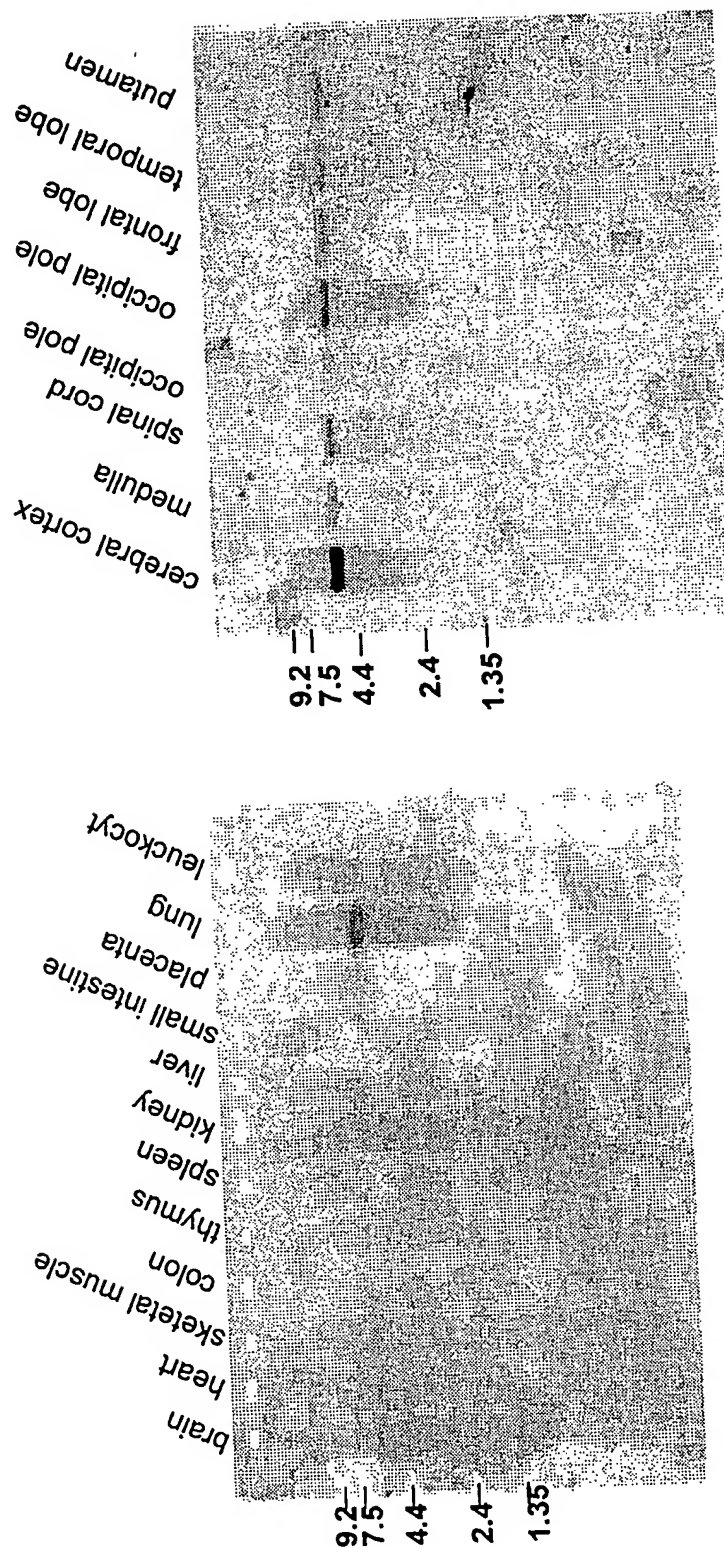 brain
heart
sketetal muscle
colon
thymus
spleen
kidney
liver
small intestine
placenta
lung
leuckocyt
9.2
7.5
4.4
2.4
1.35
cerebral cortex
medulla
spinal cord
occipital pole
occipital pole
frontal lobe
temporal lobe
putamen
9.2
7.5
4.4
2.4
1.35